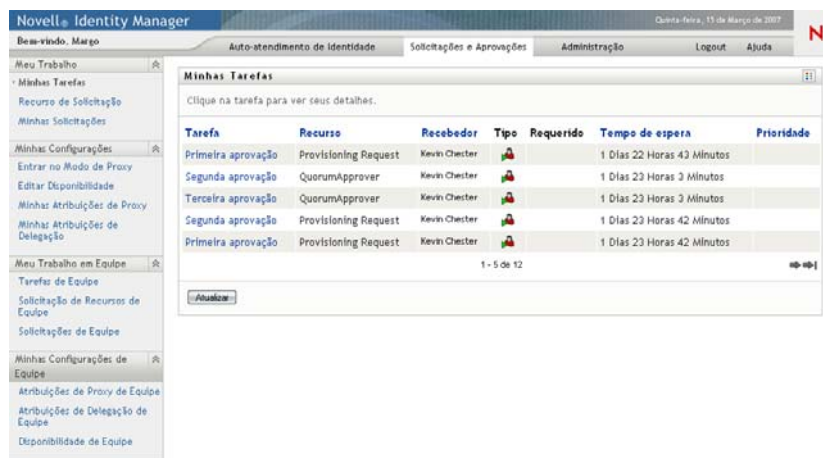 Novell® Identity Manager
Quinta-feira, 15 de Março de 2007
N
Bem-vindo, Margo
Auto-atendimento de Identidade
Solicitações e Aprovações
Administração
Logout
Ajuda
Meu Trabalho
Minhas Tarefas
Recurso de Solicitação
Minhas Solicitações
Minhas Configurações
Entrar no Modo de Proxy
Editar Disponibilidade
Minhas Atribuições de Proxy
Minhas Atribuições de
Delegação
Meu Trabalho em Equipe
Tarefas de Equipe
Solicitação de Recursos de
Equipe
Solicitações de Equipe
Minhas Configurações de
Equipe
Atribuições de Proxy de Equipe
Atribuições de Delegação de
Equipe
Disponibilidade de Equipe
Minhas Tarefas
Clique na tarefa para ver seus detalhes.
Tarefa Recurso Recebedor Tipo Requerido Tempo de espera Prioridade
Primeira aprovação Provisioning Request Kevin Chester 1 Dias 22 Horas 43 Minutos
Segunda aprovação QuorumApprover Kevin Chester 1 Dias 23 Horas 3 Minutos
Terceira aprovação QuorumApprover Kevin Chester 1 Dias 23 Horas 3 Minutos
Segunda aprovação Provisioning Request Kevin Chester 1 Dias 23 Horas 42 Minutos
Primeira aprovação Provisioning Request Kevin Chester 1 Dias 23 Horas 42 Minutos
1 - 5 de 12
Atualizar